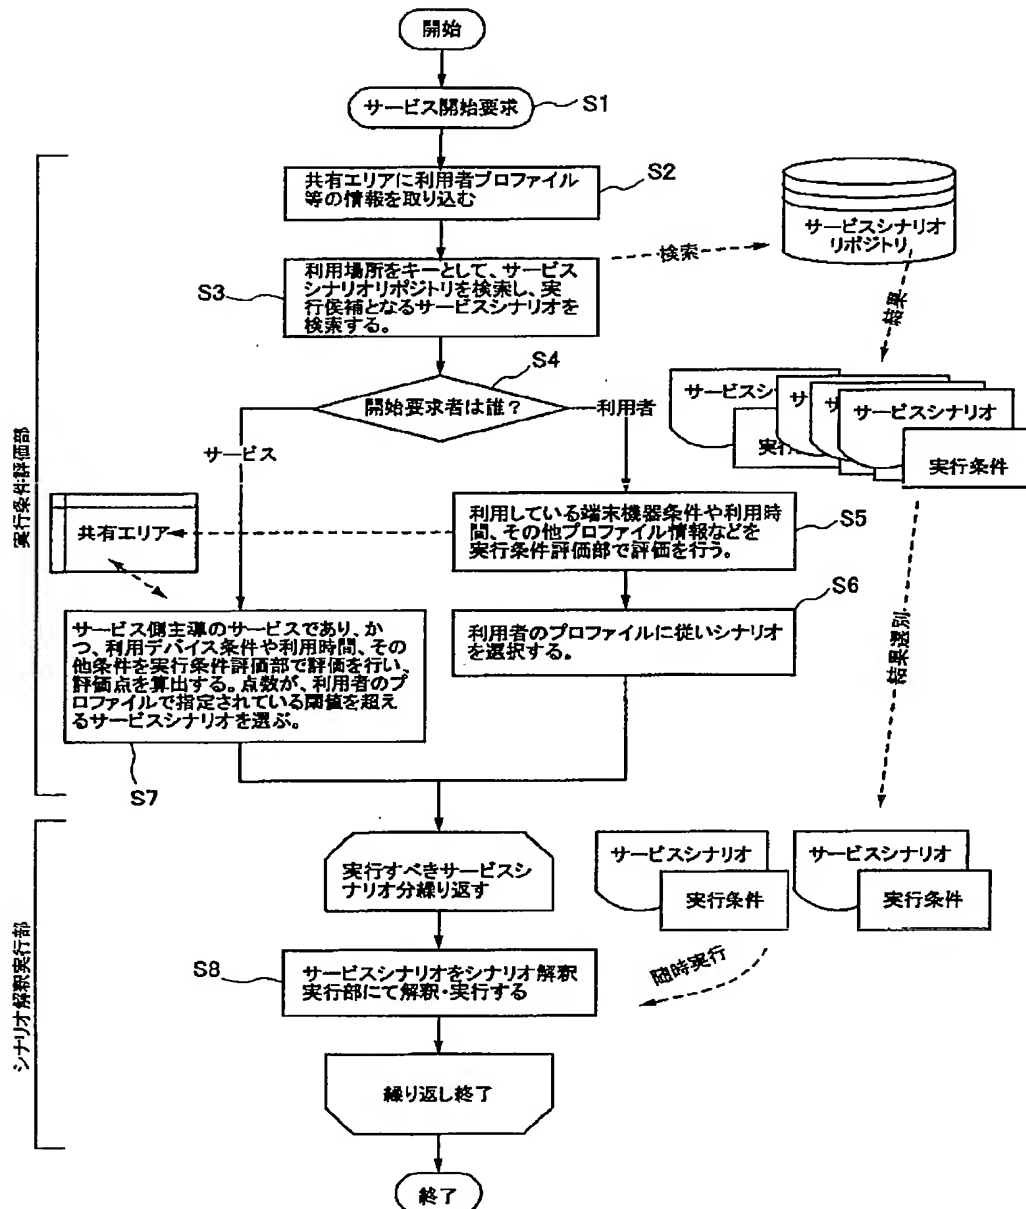 開始
サービス開始要求
S1
実行条件評価部
共有エリアに利用者プロファイル
等の情報を取り込む
S2
利用場所をキーとして、サービス
シナリオリポジトリを検索し、実
行候補となるサービスシナリオを
検索する。
S3
検索
サービスシナリオ
リポジトリ
結果
S4
開始要求者は誰?
利用者
サービス
サービスシナリオ
実行条件
共有エリア
利用している端末機器条件や利用時
間、その他プロファイル情報などを
実行条件評価部で評価を行う。
S5
利用者のプロファイルに従いシナリオ
を選択する。
S6
結果選別
サービス側主導のサービスであり、か
つ、利用デバイス条件や利用時間、その
他条件を実行条件評価部で評価を行い、
評価点を算出する。点数が、利用者のプ
ロファイルで指定されている閾値を超え
るサービスシナリオを選ぶ。
S7
シナリオ解釈実行部
実行すべきサービスシ
ナリオ分繰り返す
サービスシナリオ
実行条件
サービスシナリオ
実行条件
随時実行
S8
サービスシナリオをシナリオ解釈
実行部にて解釈・実行する
繰り返し終了
終了